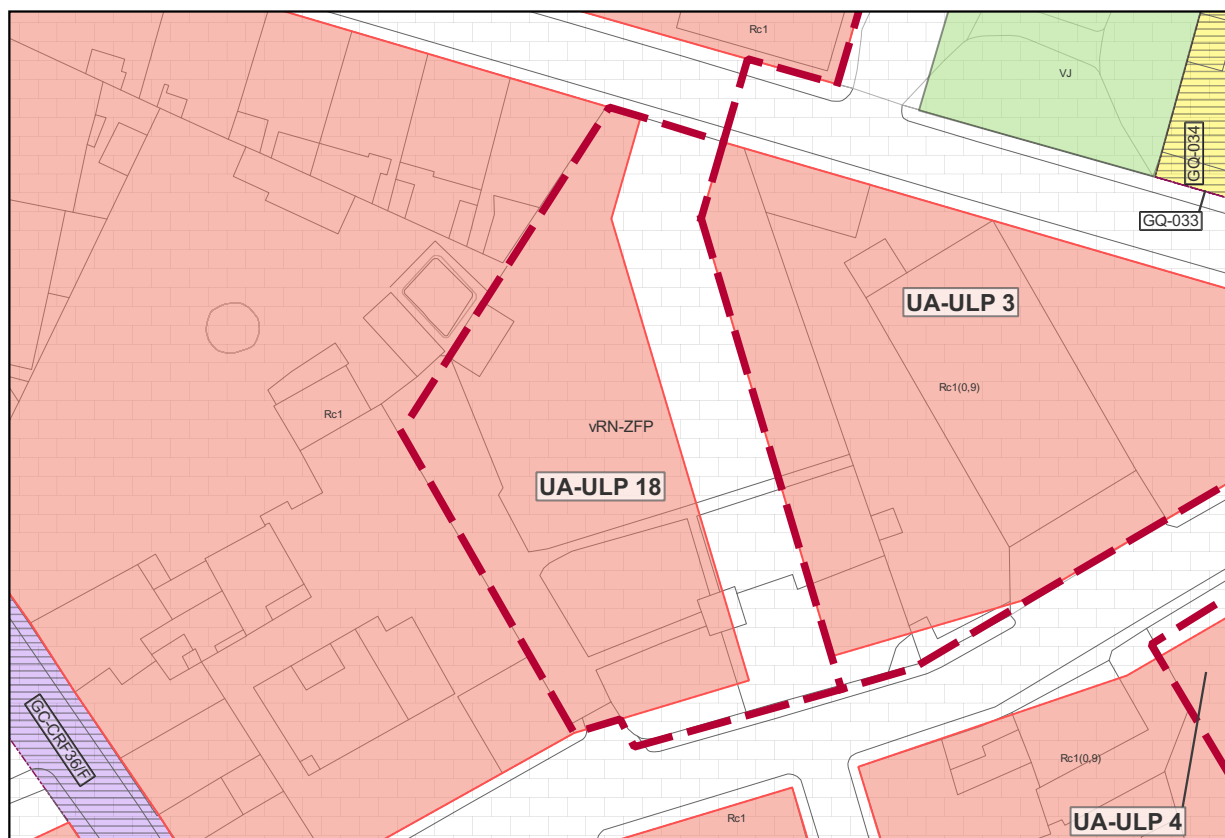 Rc1
VJ
GQ-034
GQ-033
UA-ULP 3
Rc1(0,9)
Rc1
vRN-ZFP
UA-ULP 18
GC-CRF36/F
Rc1(0,9)
Rc1
UA-ULP 4